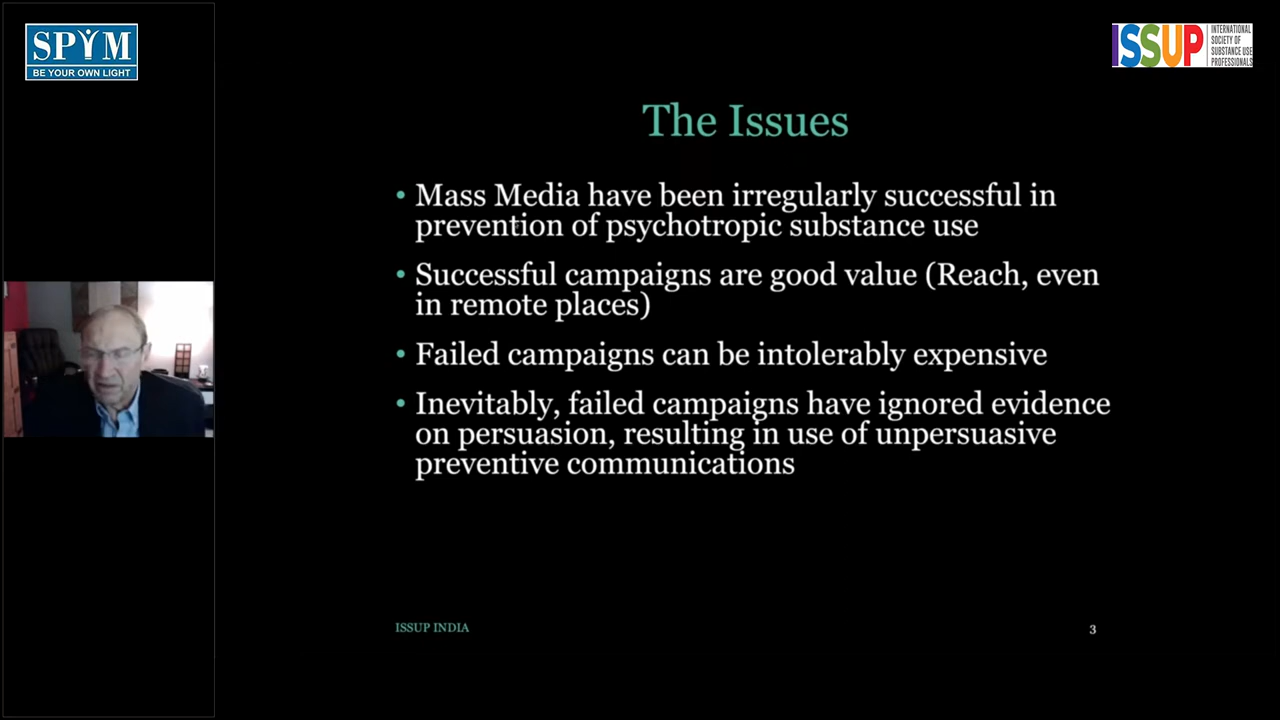 SPYM
BE YOUR OWN LIGHT
ISSUP
INTERNATIONAL
SOCIETY OF
SUBSTANCE USE
PROFESSIONALS
The Issues
• Mass Media have been irregularly successful in
prevention of psychotropic substance use
• Successful campaigns are good value (Reach, even
in remote places)
• Failed campaigns can be intolerably expensive
• Inevitably, failed campaigns have ignored evidence
on persuasion, resulting in use of unpersuasive
preventive communications
ISSUP INDIA
3